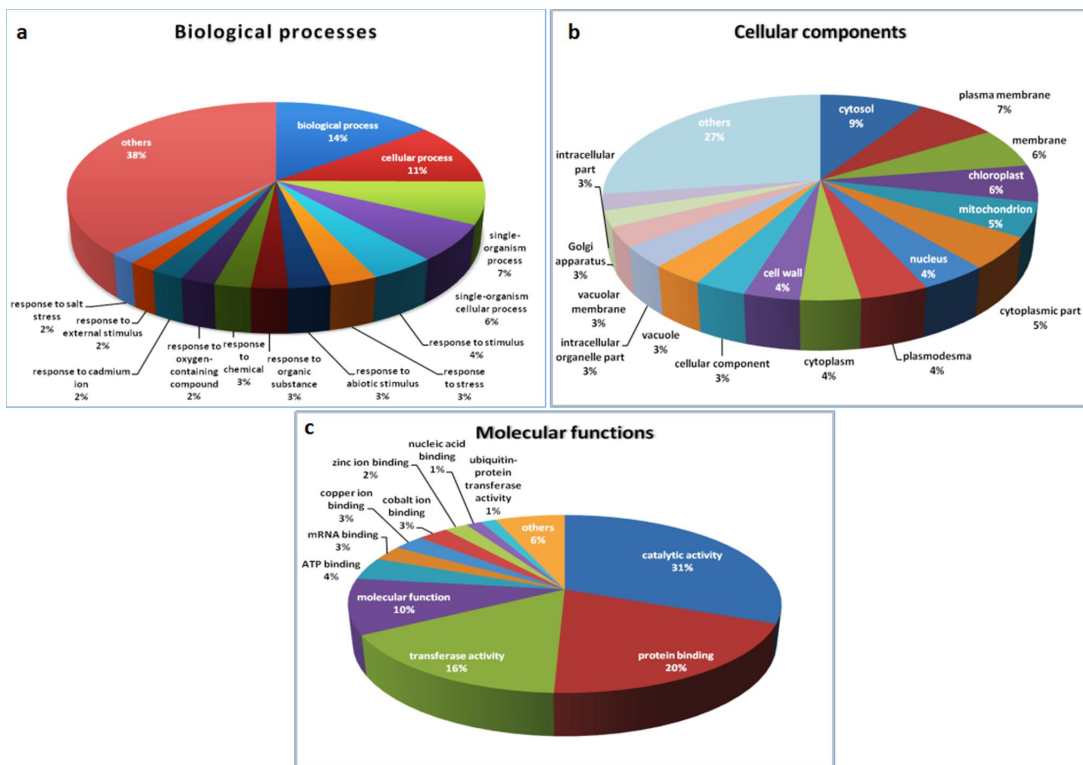 a
Biological processes
biological process
14%
cellular process
11%
single-
organism
process
7%
single-organism
cellular process
6%
response to stimulus
4%
response
to stress
3%
response to
abiotic stimulus
3%
response to
organic
substance
3%
response
to
chemical
3%
response to
oxygen-
containing
compound
2%
response to cadmium
ion
2%
response to
external stimulus
2%
response to salt
stress
2%
others
38%
b
Cellular components
cytosol
9%
plasma membrane
7%
membrane
6%
chloroplast
6%
mitochondrion
5%
cytoplasmic part
5%
nucleus
4%
plasmodesma
4%
cytoplasm
4%
cell wall
4%
cellular component
3%
vacuole
3%
intracellular
organelle part
3%
vacuolar
membrane
3%
Golgi
apparatus
3%
intracellular
part
3%
others
27%
c
Molecular functions
catalytic activity
31%
protein binding
20%
transferase activity
16%
molecular function
10%
ATP binding
4%
mRNA binding
3%
copper ion
binding
3%
cobalt ion
binding
3%
zinc ion binding
2%
nucleic acid
binding
1%
ubiquitin-
protein
transferase
activity
1%
others
6%